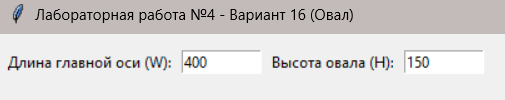 Лабораторная работа №4 - Вариант 16 (Овал)
Длина главной оси (W): 400 Высота овала (H): 150